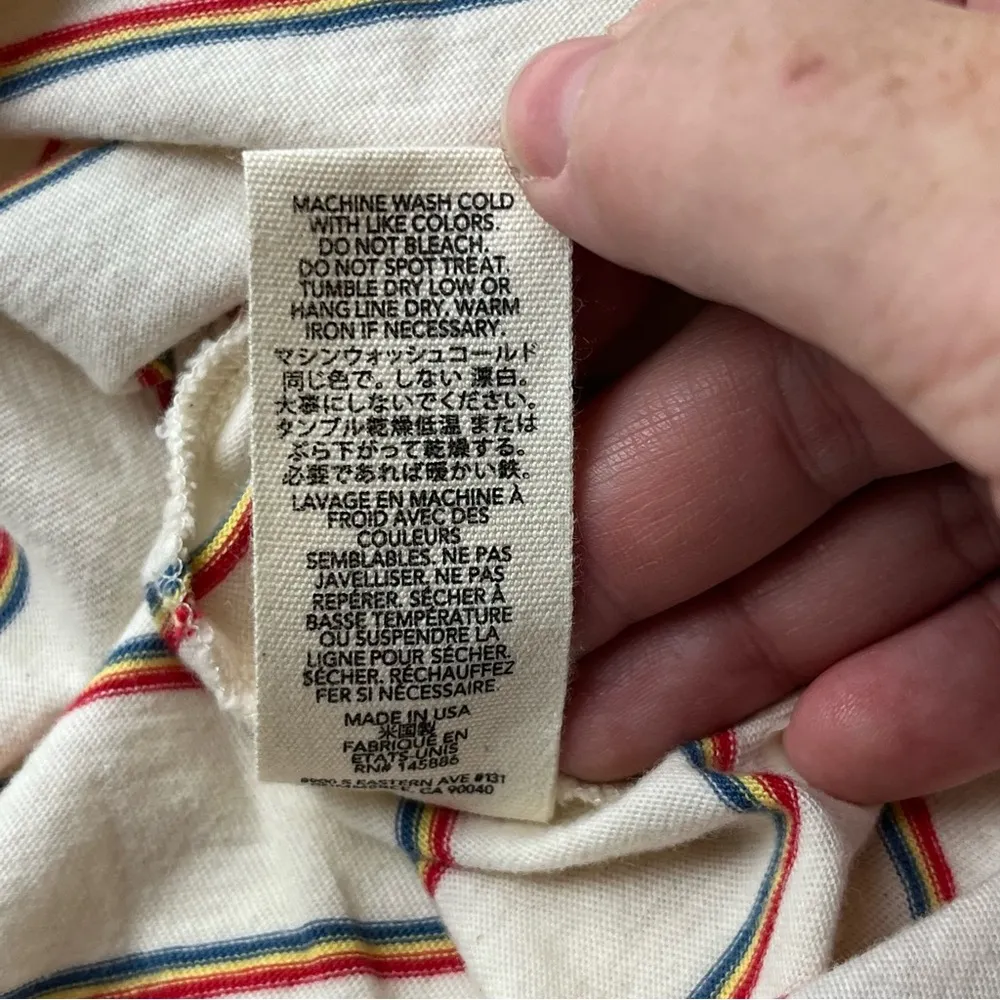 MACHINE WASH COLD
WITH LIKE COLORS.
DO NOT BLEACH.
DO NOT SPOT TREAT.
TUMBLE DRY LOW OR
HANG LINE DRY. WARM
IRON IF NECESSARY.
マシンウォッシュコールド
同じ色で。しない 漂白。
大事にしないでください。
タンブル乾燥低温 または
ぶら下がって乾燥する。
必要であれば暖かい鉄。
LAVAGE EN MACHINE À
FROID AVEC DES
COULEURS
SEMBLABLES. NE PAS
JAVELLISER. NE PAS
REPÉRER. SÉCHER À
BASSE TEMPÉRATURE
OU SUSPENDRE LA
LIGNE POUR SÉCHER.
SÉCHER. RÉCHAUFFEZ
FER SI NÉCESSAIRE.
MADE IN USA
米国製
FABRIQUÉ EN
ÉTATS-UNIS
RN# 145886
S EASTERN AVE #131
CA 90040